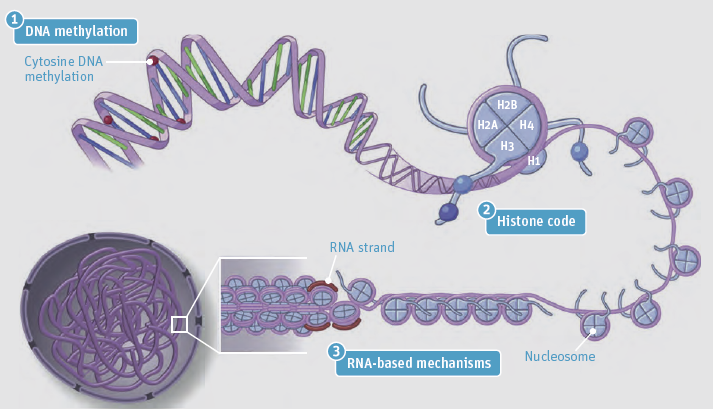 1
DNA methylation
Cytosine DNA
methylation
H2B
H2A
H4
H3
H1
2
Histone code
RNA strand
3
RNA-based mechanisms
Nucleosome